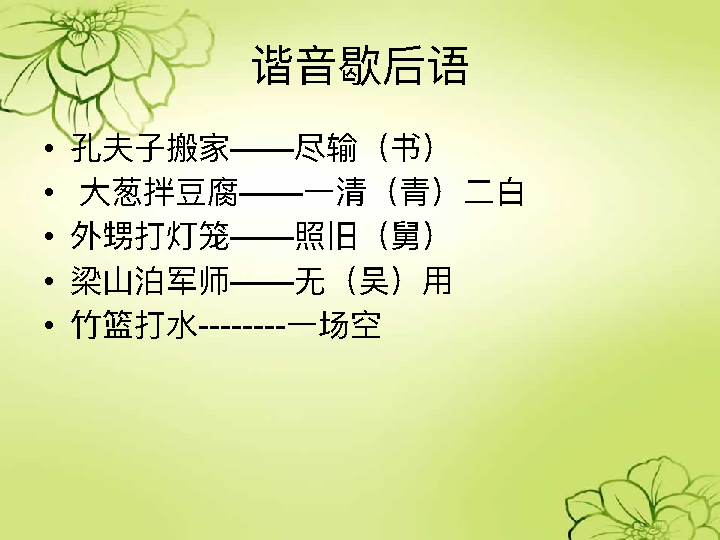 谐音歇后语
• 孔夫子搬家——尽输（书）
• 大葱拌豆腐——一清（青）二白
• 外甥打灯笼——照旧（舅）
• 梁山泊军师——无（吴）用
• 竹篮打水--------一场空